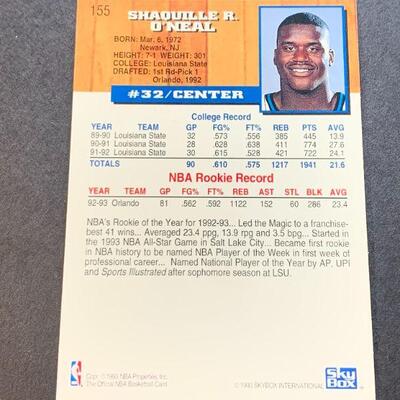 155
SHAQUILLE R.
O'NEAL
BORN: Mar. 6, 1972
Newark, NJ
HEIGHT: 7-1 WEIGHT: 301
COLLEGE: Louisiana State
DRAFTED: 1st Rd-Pick 1
Orlando, 1992
#32/CENTER
College Record
YEAR TEAM GP FG% FT% REB PTS AVG
89-90 Louisiana State 32 .573 .556 385 445 13.9
90-91 Louisiana State 28 .628 .638 411 774 27.6
91-92 Louisiana State 30 .615 .528 421 722 24.1
TOTALS 90 .610 .575 1217 1941 21.6
NBA Rookie Record
YEAR TEAM GP FG% FT% REB AST STL BLK AVG
92-93 Orlando 81 .562 .592 1122 152 60 286 23.4
NBA's Rookie of the Year for 1992-93... Led the Magic to a franchise-
best 41 wins... Averaged 23.4 ppg, 13.9 rpg and 3.5 bpg... Started in
the 1993 NBA All-Star Game in Salt Lake City... Became first rookie
in NBA history to be named NBA Player of the Week in first week of
professional career... Named National Player of the Year by AP, UPI
and Sports Illustrated after sophomore season at LSU.
Copr. © 1993 NBA Properties, Inc.
The Official NBA Basketball Card
© 1993 SKYBOX INTERNATIONAL
SkyBox